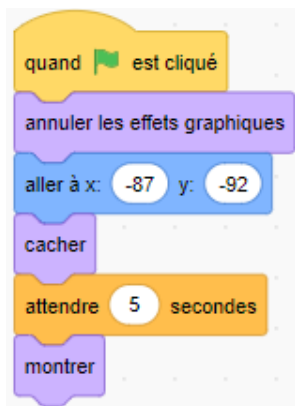 quand est cliqué
annuler les effets graphiques
aller à x: -87 y: -92
cacher
attendre 5 secondes
montrer